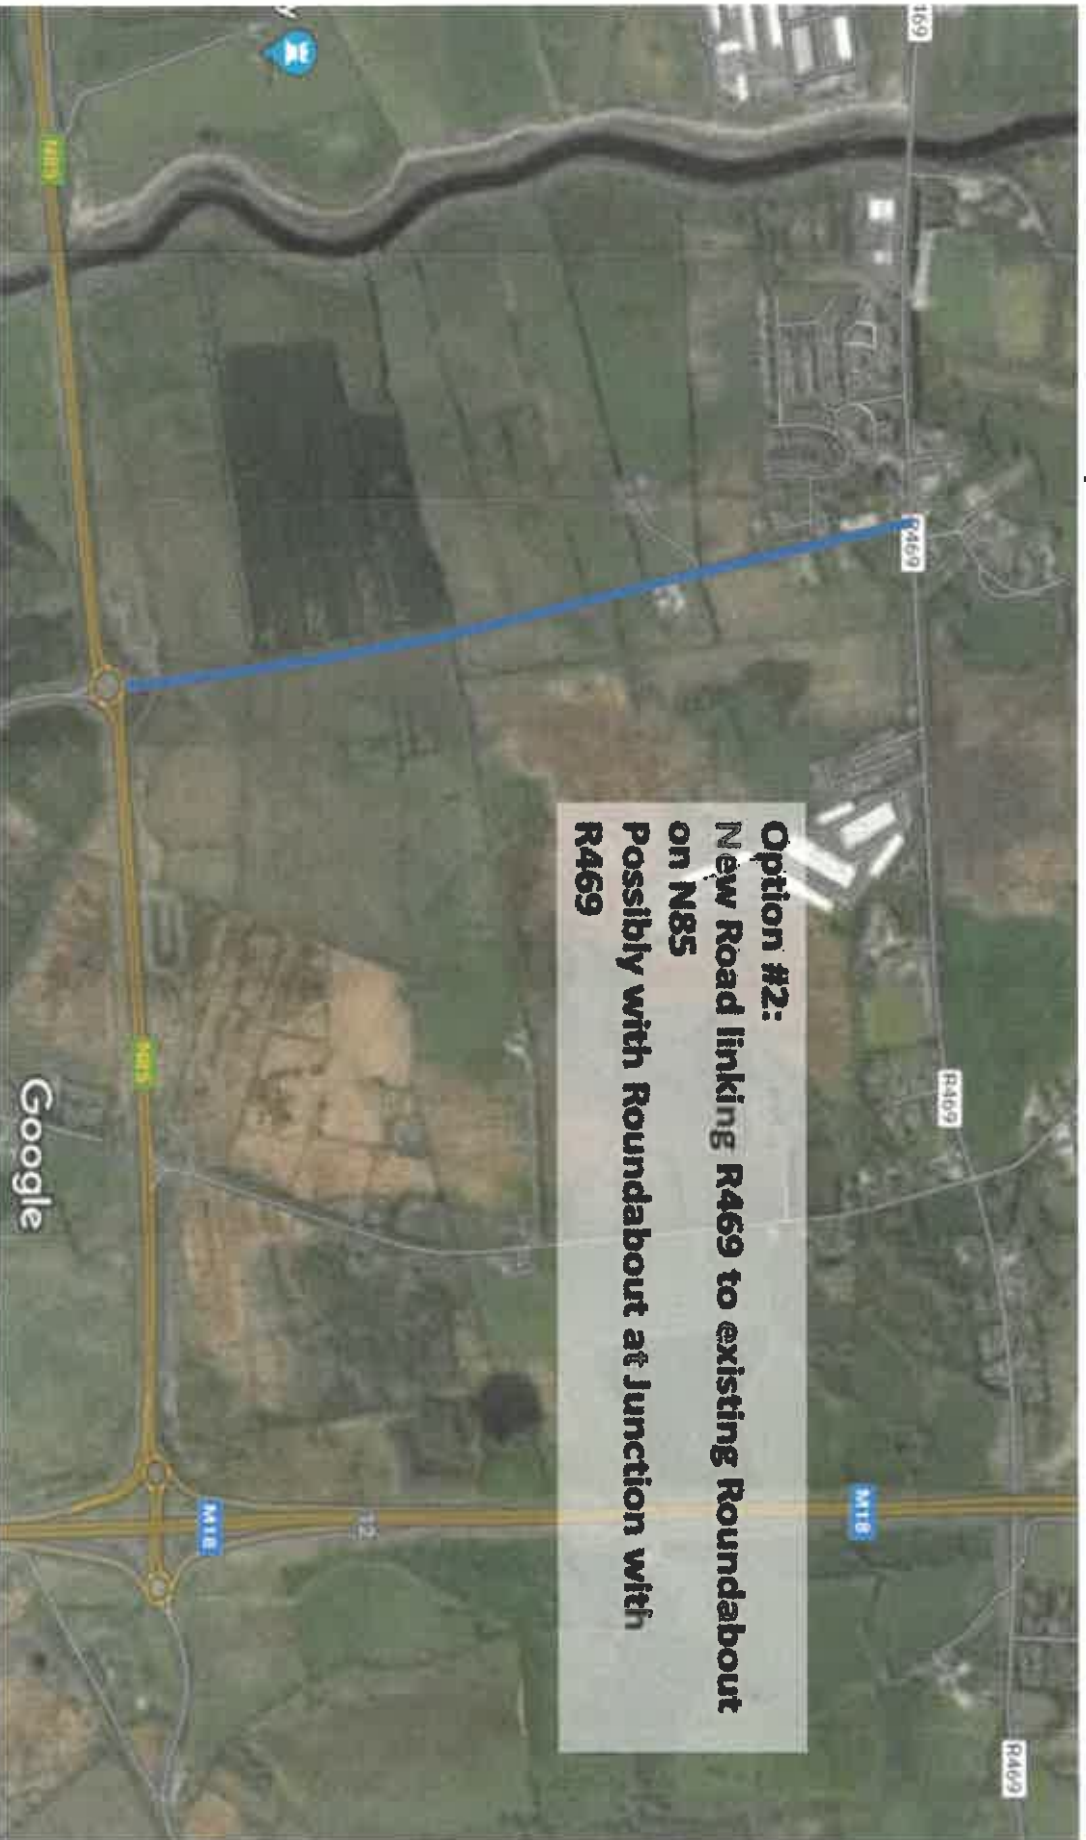 R469
R469
R469
Option #2:
New Road linking R469 to existing Roundabout
on N85
Possibly with Roundabout at Junction with
R469
M18
12
M18
N85
N85
y
Google